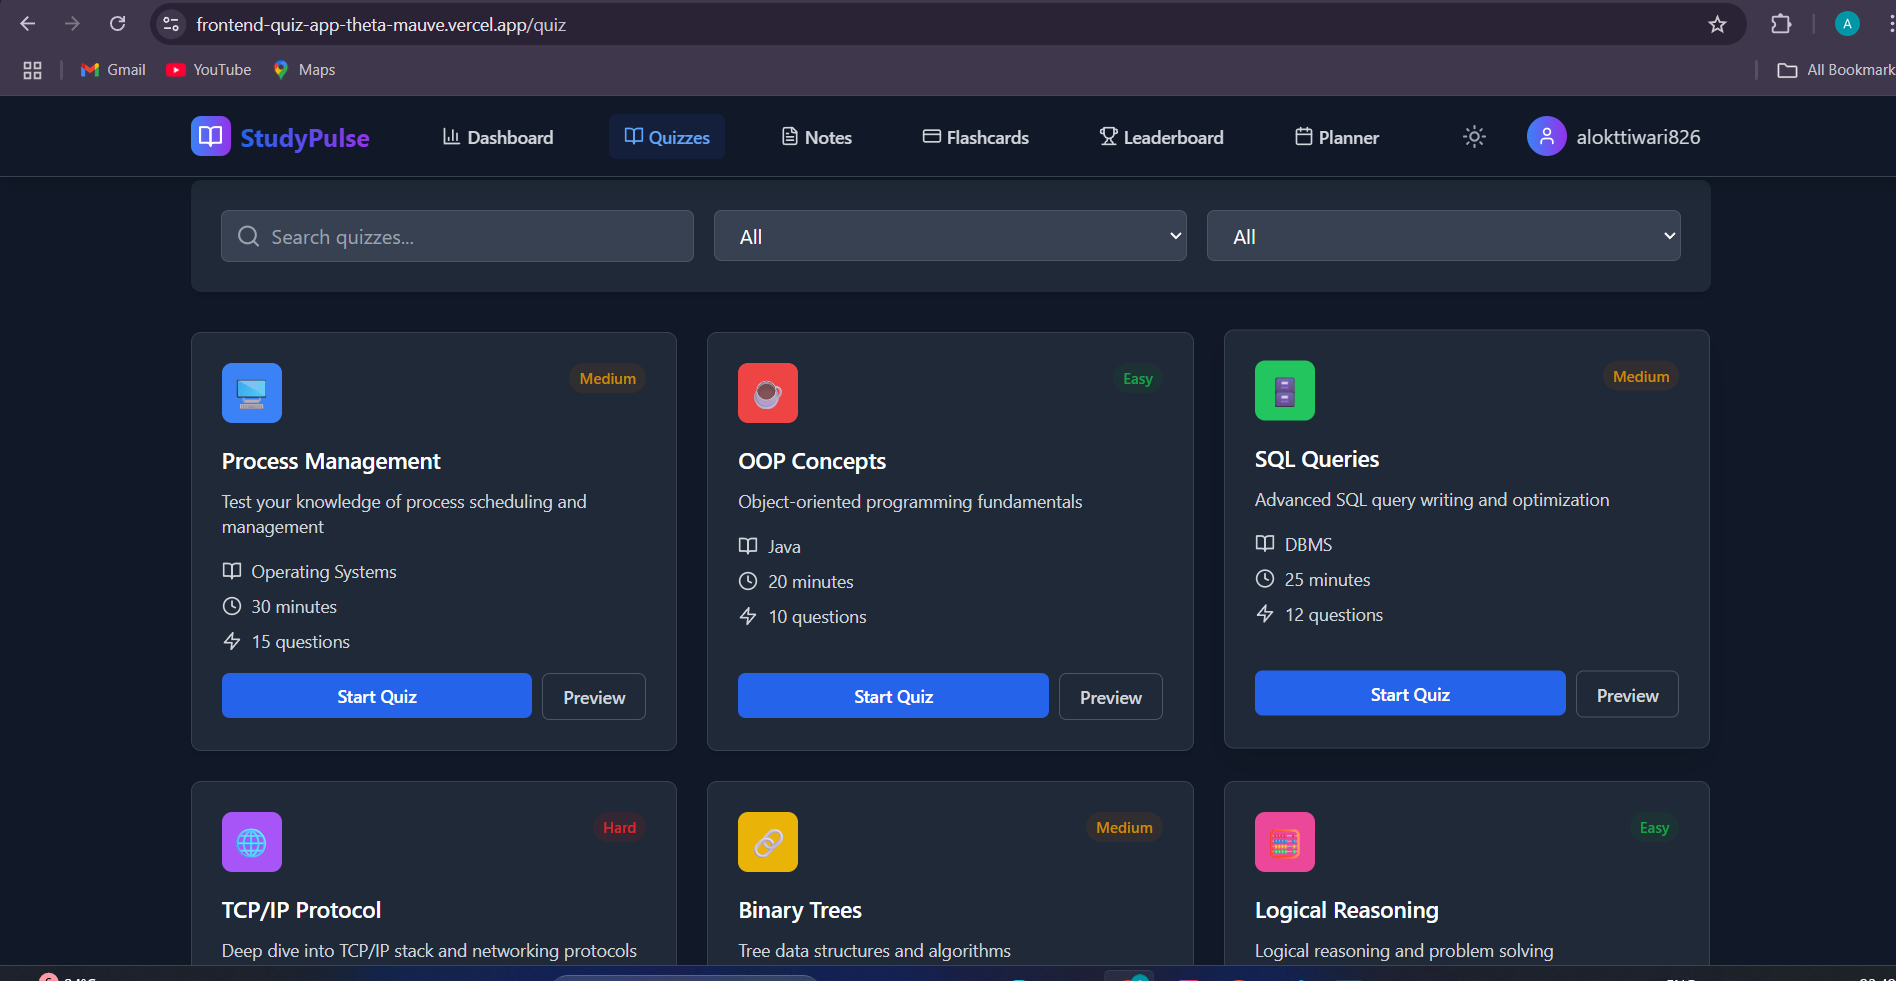 frontend-quiz-app-theta-mauve.vercel.app/quiz
A
Gmail YouTube Maps
All Bookmark
StudyPulse Dashboard Quizzes Notes Flashcards Leaderboard Planner alokttiwari826
Search quizzes... All All
Medium
Process Management
Test your knowledge of process scheduling and
management
Operating Systems
30 minutes
15 questions
Start Quiz Preview
Easy
OOP Concepts
Object-oriented programming fundamentals
Java
20 minutes
10 questions
Start Quiz Preview
Medium
SQL Queries
Advanced SQL query writing and optimization
DBMS
25 minutes
12 questions
Start Quiz Preview
Hard
TCP/IP Protocol
Deep dive into TCP/IP stack and networking protocols
Medium
Binary Trees
Tree data structures and algorithms
Easy
Logical Reasoning
Logical reasoning and problem solving